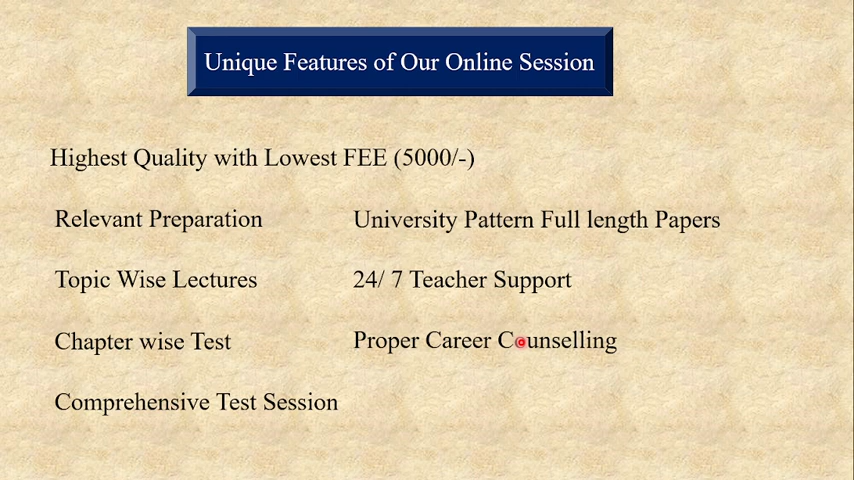 Unique Features of Our Online Session
Highest Quality with Lowest FEE (5000/-)
Relevant Preparation
University Pattern Full length Papers
Topic Wise Lectures
24/ 7 Teacher Support
Chapter wise Test
Proper Career Counselling
Comprehensive Test Session